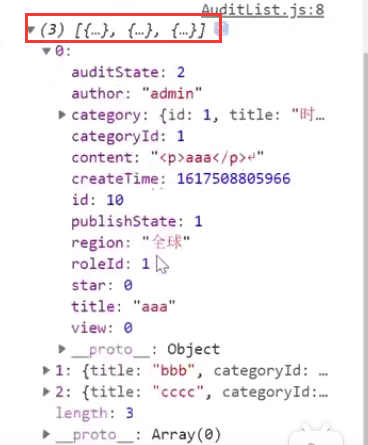 AuditList.js:8
▼(3) [{…}, {…}, {…}] i
▼0:
auditState: 2
author: "admin"
▶category: {id: 1, title: "时…
categoryId: 1
content: "<p>aaa</p>↵"
createTime: 1617508805966
id: 10
publishState: 1
region: "全球"
roleId: 1
star: 0
title: "aaa"
view: 0
▶__proto__: Object
▶1: {title: "bbb", categoryId: …
▶2: {title: "cccc", categoryId:…
length: 3
▶__proto__: Array(0)